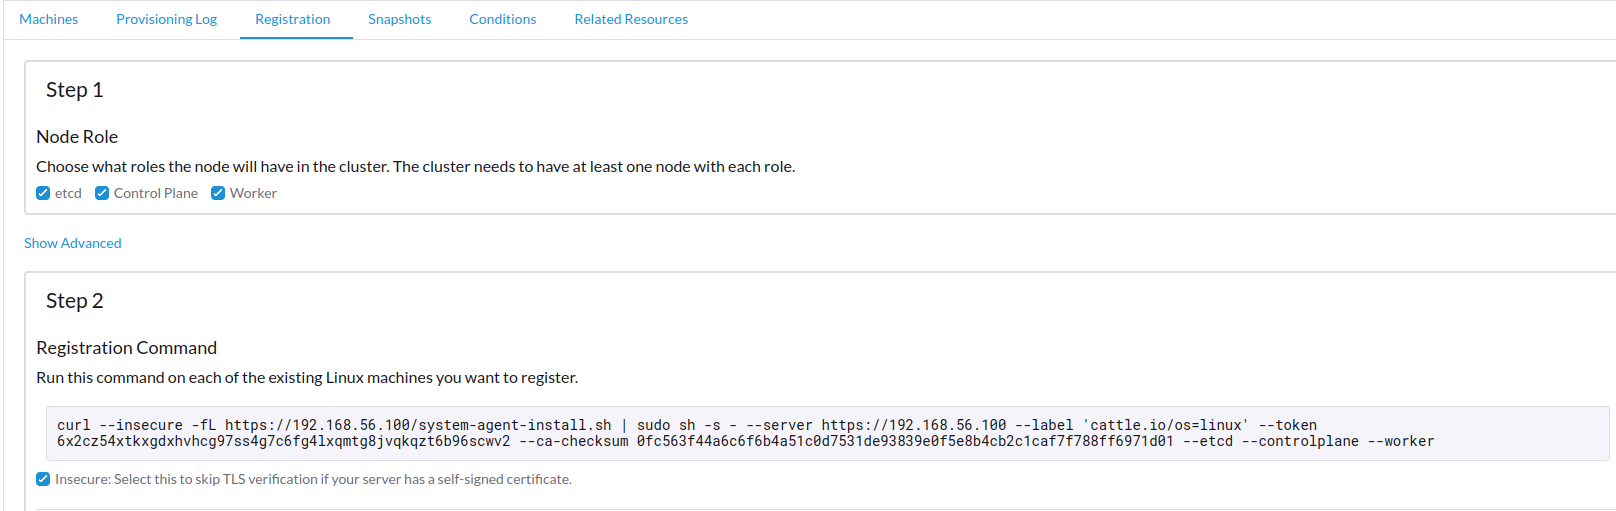 Machines Provisioning Log Registration Snapshots Conditions Related Resources
Step 1
Node Role
Choose what roles the node will have in the cluster. The cluster needs to have at least one node with each role.
etcd Control Plane Worker
Show Advanced
Step 2
Registration Command
Run this command on each of the existing Linux machines you want to register.
curl --insecure -fL https://192.168.56.100/system-agent-install.sh | sudo sh -s - --server https://192.168.56.100 --label 'cattle.io/os=linux' --token
6x2cz54xtkxgdxhvhcg97ss4g7c6fg4lxqmtg8jvqkqzt6b96scwv2 --ca-checksum 0fc563f44a6c6f6b4a51c0d7531de93839e0f5e8b4cb2c1caf7f788ff6971d01 --etcd --controlplane --worker
Insecure: Select this to skip TLS verification if your server has a self-signed certificate.